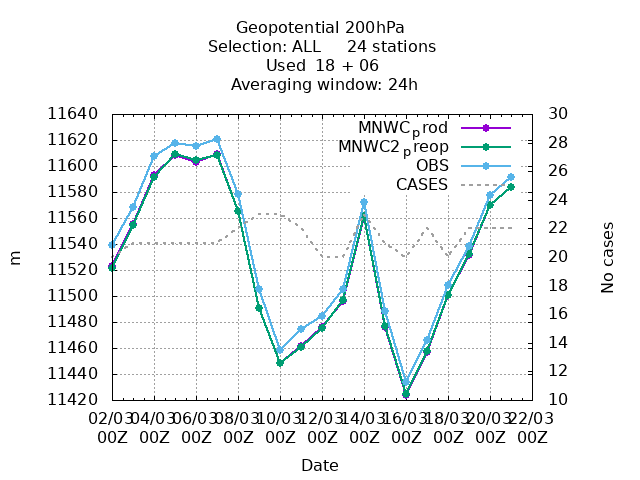 Geopotential 200hPa
Selection: ALL     24 stations
Used  18 + 06
Averaging window: 24h
11640
11620
11600
11580
11560
11540
11520
11500
11480
11460
11440
11420
m
MNWCprod
MNWC2preop
OBS
CASES
30
28
26
24
22
20
18
16
14
12
10
No cases
02/03 04/03 06/03 08/03 10/03 12/03 14/03 16/03 18/03 20/03 22/03
00Z 00Z 00Z 00Z 00Z 00Z 00Z 00Z 00Z 00Z 00Z
Date